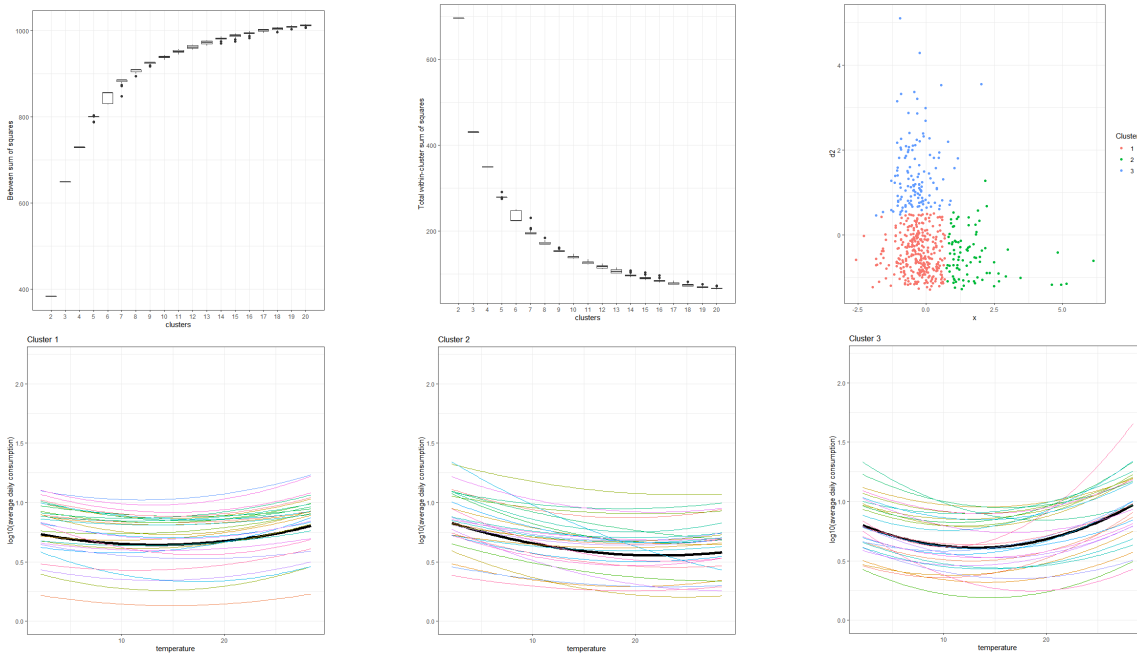 Between sum of squares
1000
800
600
400
2 3 4 5 6 7 8 9 10 11 12 13 14 15 16 17 18 19 20
clusters
Total within-cluster sum of squares
600
400
200
2 3 4 5 6 7 8 9 10 11 12 13 14 15 16 17 18 19 20
clusters
d2
4
2
0
-2.5 0.0 2.5 5.0
x
Cluster
1
2
3
Cluster 1
log10(average daily consumption)
2.0
1.5
1.0
0.5
0.0
10 20
temperature
Cluster 2
log10(average daily consumption)
2.0
1.5
1.0
0.5
0.0
10 20
temperature
Cluster 3
log10(average daily consumption)
2.0
1.5
1.0
0.5
0.0
10 20
temperature